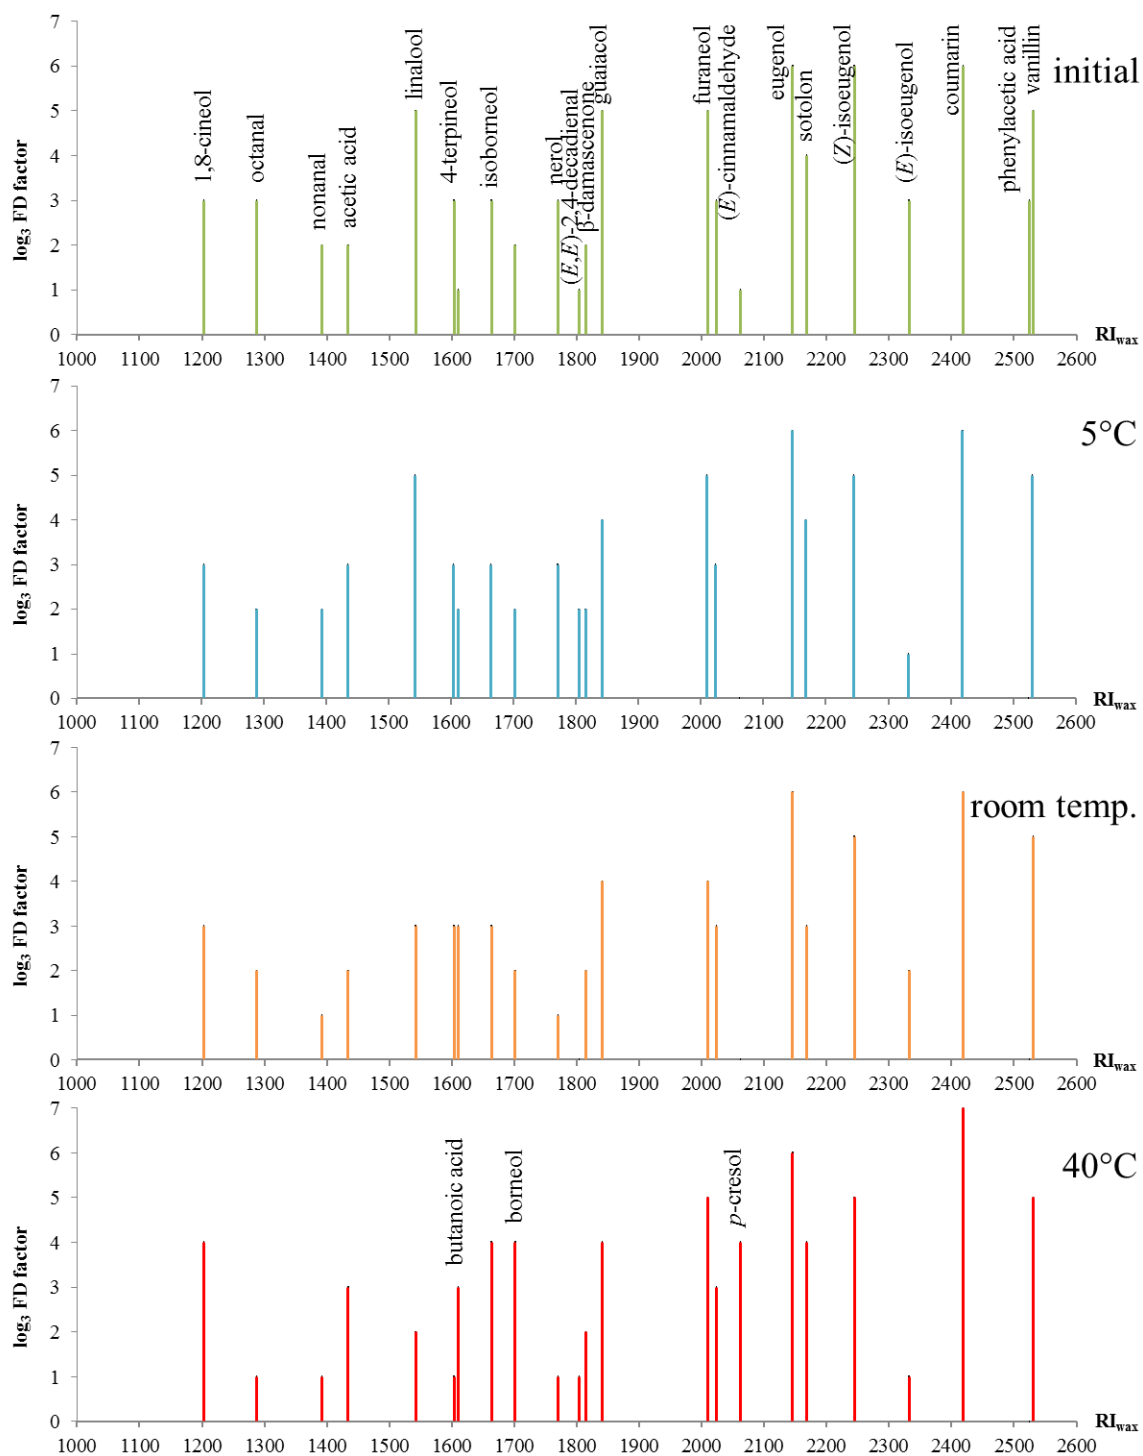 7
6
5
4
3
2
1
0
log₃ FD factor
1,8-cineol
octanal
nonanal
acetic acid
linalool
4-terpineol
isoborneol
nerol
(E,E)-2,4-decadienal
β-damascenone
guaiacol
furaneol
(E)-cinnamaldehyde
eugenol
sotolon
(Z)-isoeugenol
(E)-isoeugenol
coumarin
phenylacetic acid
vanillin
initial
1000 1100 1200 1300 1400 1500 1600 1700 1800 1900 2000 2100 2200 2300 2400 2500 2600
RIwax
7
6
5
4
3
2
1
0
log₃ FD factor
5°C
1000 1100 1200 1300 1400 1500 1600 1700 1800 1900 2000 2100 2200 2300 2400 2500 2600
RIwax
7
6
5
4
3
2
1
0
log₃ FD factor
room temp.
1000 1100 1200 1300 1400 1500 1600 1700 1800 1900 2000 2100 2200 2300 2400 2500 2600
RIwax
7
6
5
4
3
2
1
0
log₃ FD factor
butanoic acid
borneol
p-cresol
40°C
1000 1100 1200 1300 1400 1500 1600 1700 1800 1900 2000 2100 2200 2300 2400 2500 2600
RIwax